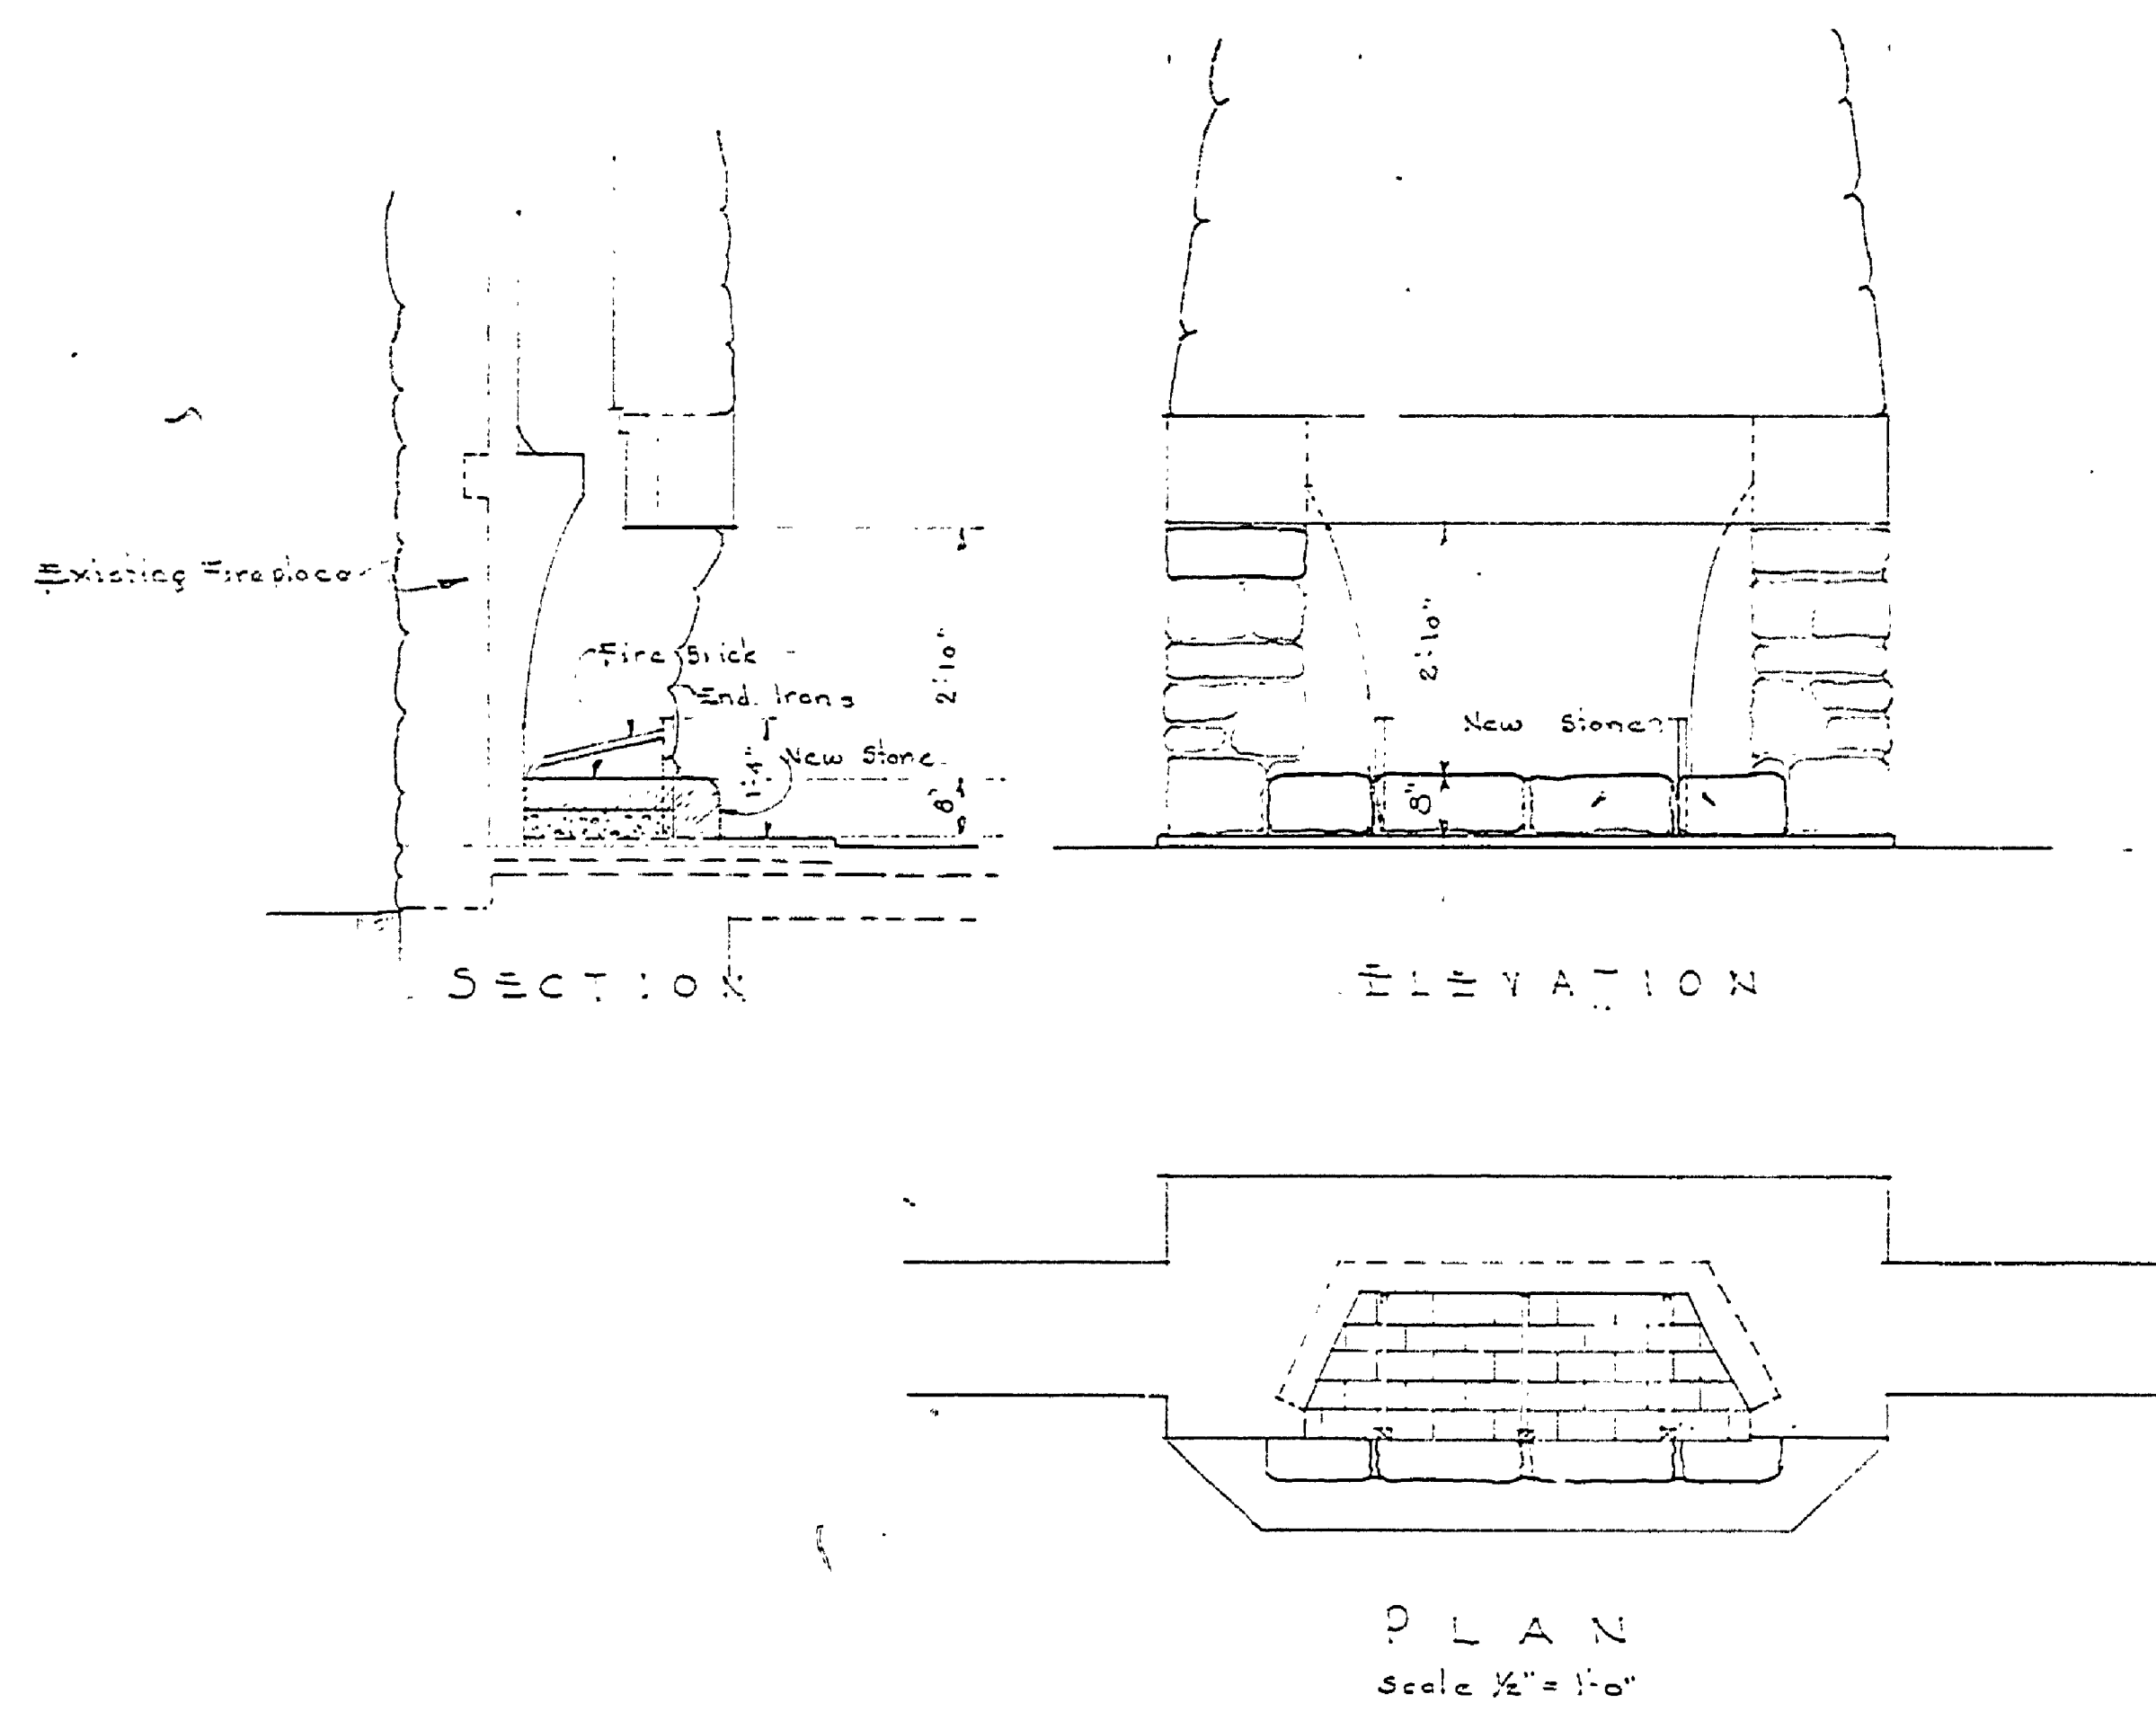 Existing Fireplace
Fire Brick
End Irons
New Stone
2'-10"
1'-4"
8"
SECTION
2'-10"
New Stone
8"
ELEVATION
PLAN
Scale ½" = 1'-0"